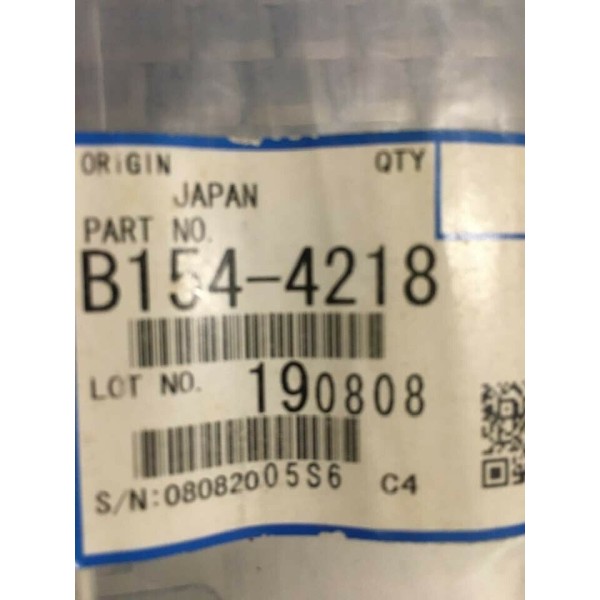 ORIGIN QTY
JAPAN
PART NO.
B154-4218
LOT NO. 190808
S/N:08082005S6 C4